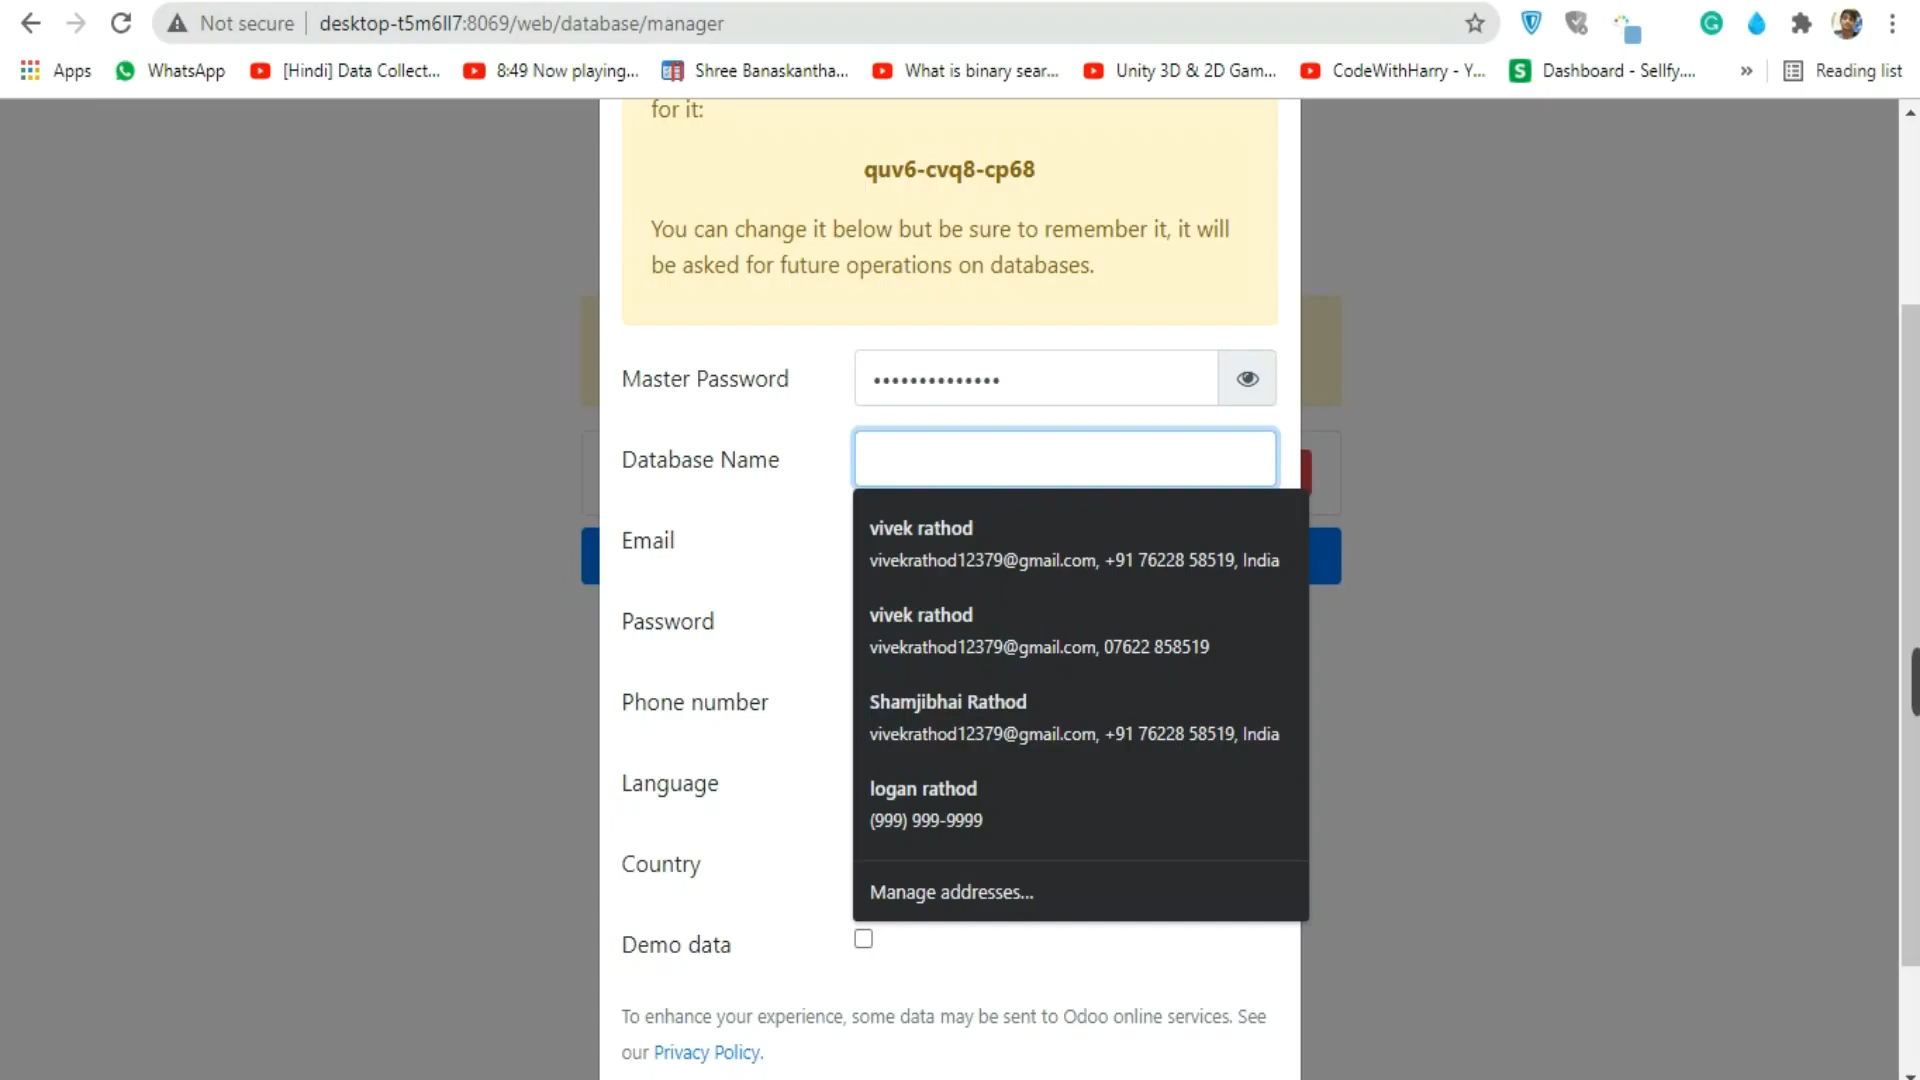 Not secure
desktop-t5m6ll7:8069/web/database/manager
Apps
WhatsApp
[Hindi] Data Collect...
8:49 Now playing...
Shree Banaskantha...
What is binary sear...
Unity 3D & 2D Gam...
CodeWithHarry - Y...
Dashboard - Sellfy....
»
Reading list
for it:
quv6-cvq8-cp68
You can change it below but be sure to remember it, it will
be asked for future operations on databases.
Master Password
••••••••••••••
Database Name
Email
Password
Phone number
Language
Country
Demo data
vivek rathod
vivekrathod12379@gmail.com, +91 76228 58519, India
vivek rathod
vivekrathod12379@gmail.com, 07622 858519
Shamjibhai Rathod
vivekrathod12379@gmail.com, +91 76228 58519, India
logan rathod
(999) 999-9999
Manage addresses...
To enhance your experience, some data may be sent to Odoo online services. See
our Privacy Policy.